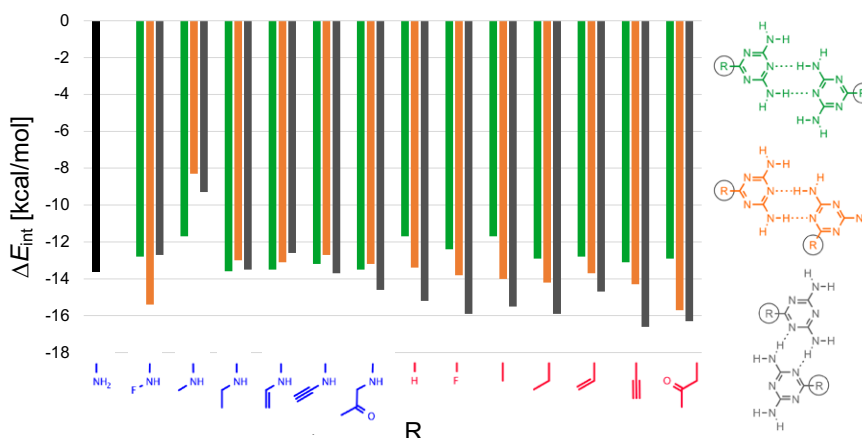 0
-2
-4
-6
-8
-10
-12
-14
-16
-18
ΔE_int [kcal/mol]
NH₂
F NH
NH
NH
NH
NH
NH
O
H
F
O
R
H
N-H
R N
N N H
N-H N
H N N
N R
H-N
H
H
N-H
R N
N N H
N-H N
H N N
N
R
H
N-H
R N
N N
N-H
H
H H
H-N N
N N R
H-N
H